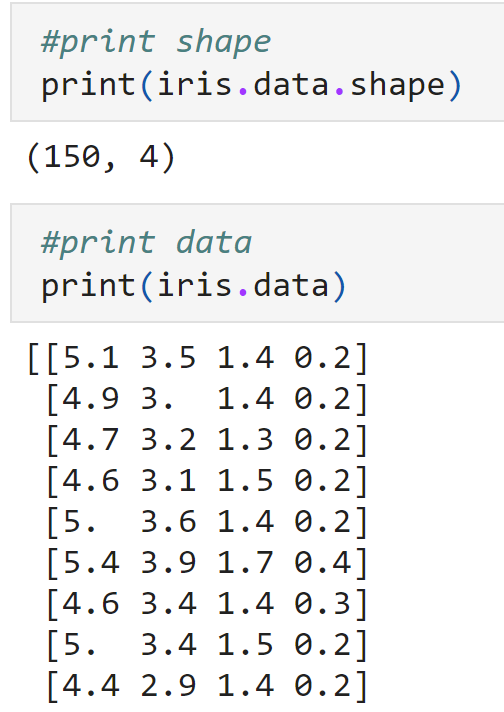 #print shape
print(iris.data.shape)
(150, 4)
#print data
print(iris.data)
[[5.1 3.5 1.4 0.2]
 [4.9 3.  1.4 0.2]
 [4.7 3.2 1.3 0.2]
 [4.6 3.1 1.5 0.2]
 [5.  3.6 1.4 0.2]
 [5.4 3.9 1.7 0.4]
 [4.6 3.4 1.4 0.3]
 [5.  3.4 1.5 0.2]
 [4.4 2.9 1.4 0.2]